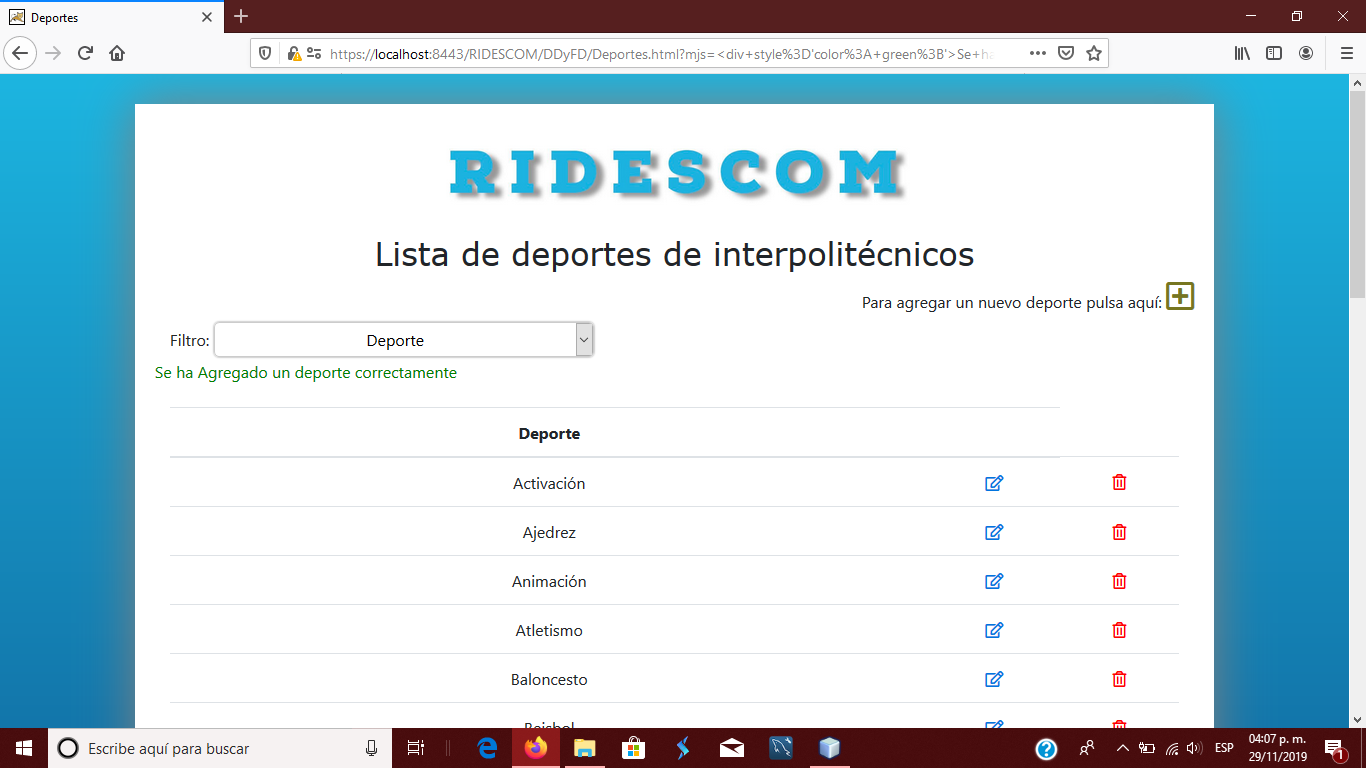 Deportes
https://localhost:8443/RIDESCOM/DDyFD/Deportes.html?mjs=<div+style%3D'color%3A+green%3B'>Se+ha
RIDESCOM
Lista de deportes de interpolitécnicos
Para agregar un nuevo deporte pulsa aquí:
Filtro: Deporte
Se ha Agregado un deporte correctamente
Deporte
Activación
Ajedrez
Animación
Atletismo
Baloncesto
Beisbol
Escribe aquí para buscar
ESP
04:07 p. m.
29/11/2019
1